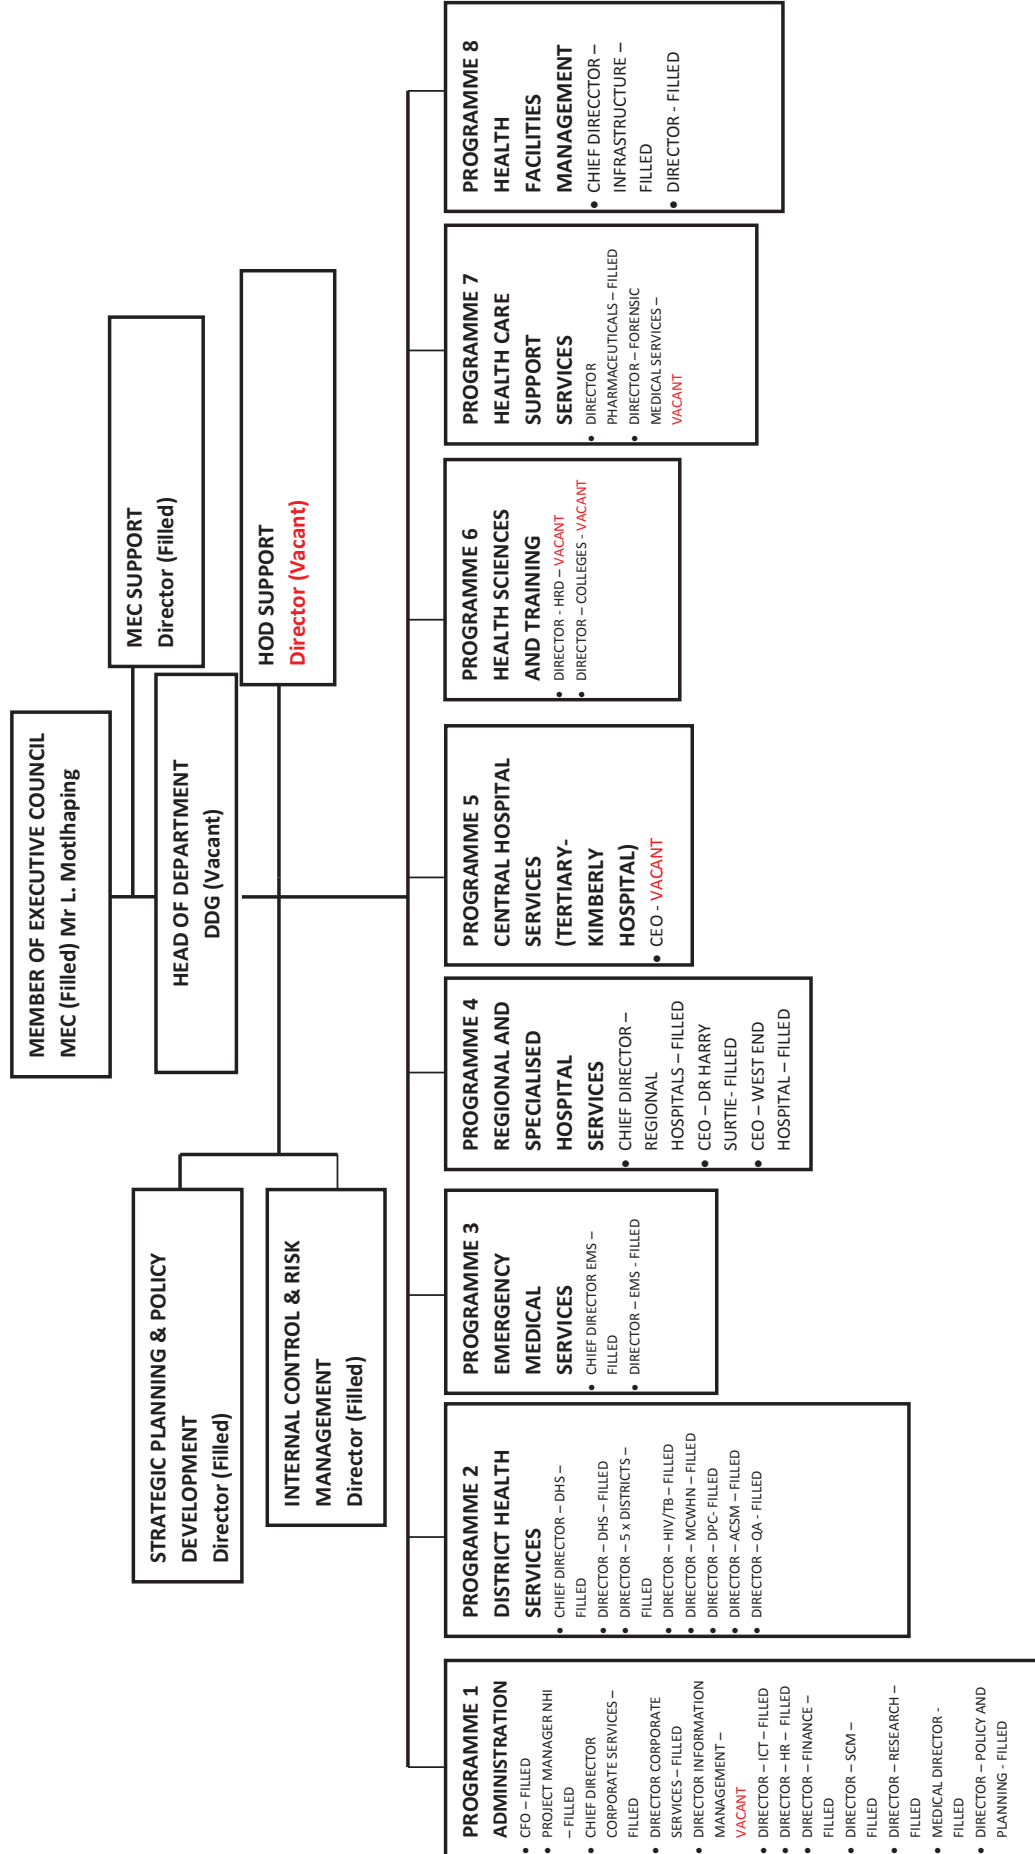 MEMBER OF EXECUTIVE COUNCIL
MEC (Filled) Mr L. Motlhaping
MEC SUPPORT
Director (Filled)
HEAD OF DEPARTMENT
DDG (Vacant)
HOD SUPPORT
Director (Vacant)
STRATEGIC PLANNING & POLICY
DEVELOPMENT
Director (Filled)
INTERNAL CONTROL & RISK
MANAGEMENT
Director (Filled)
PROGRAMME 1
ADMINISTRATION
• CFO – FILLED
• PROJECT MANAGER NHI
– FILLED
• CHIEF DIRECTOR
CORPORATE SERVICES –
FILLED
• DIRECTOR CORPORATE
SERVICES – FILLED
• DIRECTOR INFORMATION
MANAGEMENT –
VACANT
• DIRECTOR – ICT – FILLED
• DIRECTOR – HR – FILLED
• DIRECTOR – FINANCE –
FILLED
• DIRECTOR – SCM –
FILLED
• DIRECTOR – RESEARCH –
FILLED
• MEDICAL DIRECTOR -
FILLED
• DIRECTOR – POLICY AND
PLANNING - FILLED
PROGRAMME 2
DISTRICT HEALTH
SERVICES
• CHIEF DIRECTOR – DHS –
FILLED
• DIRECTOR – DHS – FILLED
• DIRECTOR – 5 x DISTRICTS –
FILLED
• DIRECTOR – HIV/TB – FILLED
• DIRECTOR – MCWHN – FILLED
• DIRECTOR – DPC- FILLED
• DIRECTOR – ACSM – FILLED
• DIRECTOR – QA - FILLED
PROGRAMME 3
EMERGENCY
MEDICAL
SERVICES
• CHIEF DIRECTOR EMS –
FILLED
• DIRECTOR – EMS - FILLED
PROGRAMME 4
REGIONAL AND
SPECIALISED
HOSPITAL
SERVICES
• CHIEF DIRECTOR –
REGIONAL
HOSPITALS – FILLED
• CEO – DR HARRY
SURTIE- FILLED
• CEO – WEST END
HOSPITAL – FILLED
PROGRAMME 5
CENTRAL HOSPITAL
SERVICES
(TERTIARY-
KIMBERLY
HOSPITAL)
• CEO - VACANT
PROGRAMME 6
HEALTH SCIENCES
AND TRAINING
• DIRECTOR - HRD – VACANT
• DIRECTOR – COLLEGES - VACANT
PROGRAMME 7
HEALTH CARE
SUPPORT
SERVICES
• DIRECTOR
PHARMACEUTICALS – FILLED
• DIRECTOR – FORENSIC
MEDICAL SERVICES –
VACANT
PROGRAMME 8
HEALTH
FACILITIES
MANAGEMENT
• CHIEF DIRECCTOR –
INFRASTRUCTURE –
FILLED
• DIRECTOR - FILLED